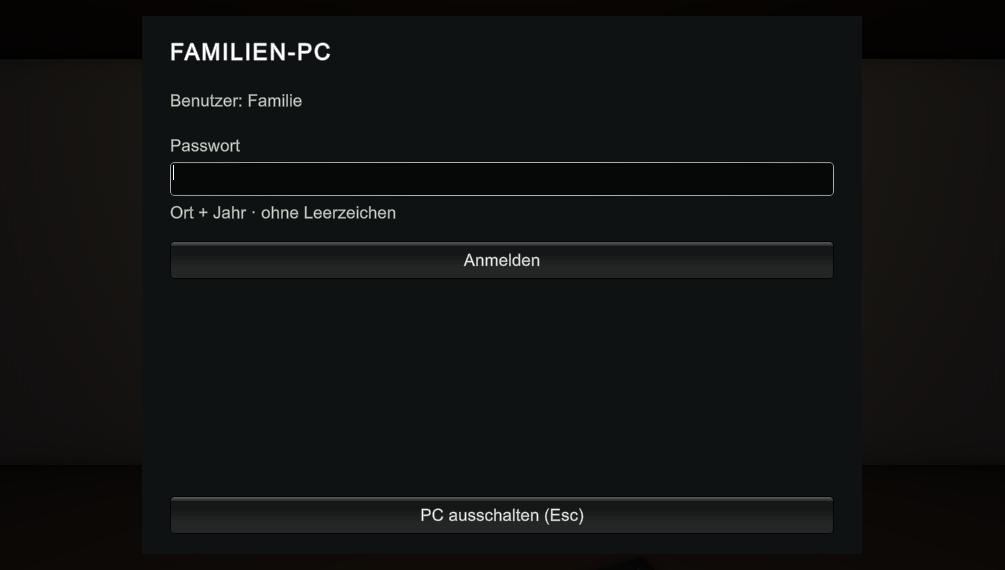 FAMILIEN-PC
Benutzer: Familie
Passwort
Ort + Jahr · ohne Leerzeichen
Anmelden
PC ausschalten (Esc)